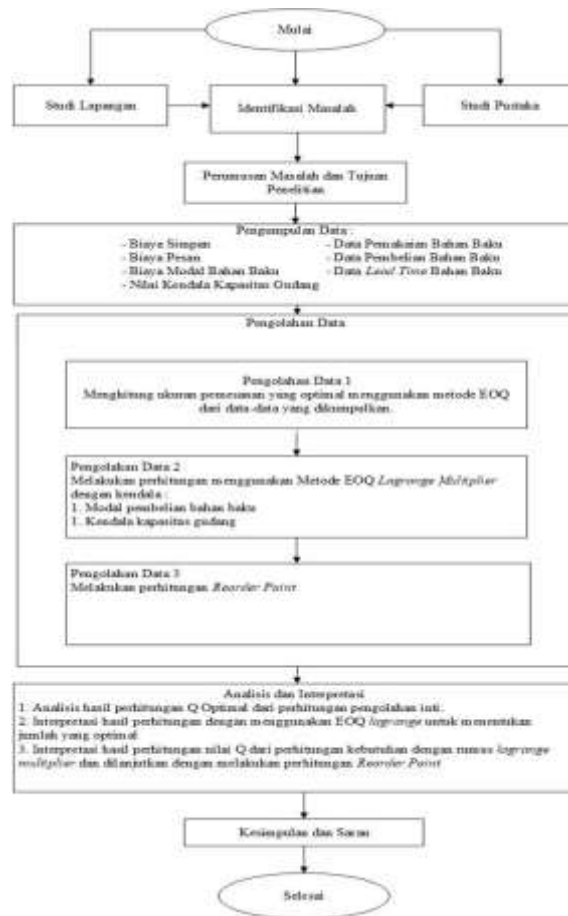 Mulai
Studi Lapangan
Identifikasi Masalah
Studi Pustaka
Perumusan Masalah dan Tujuan
Penelitian
Pengumpulan Data :
- Biaya Simpan
- Biaya Pesan
- Biaya Modal Bahan Baku
- Nilai Kendala Kapasitas Gudang
- Data Pemakaian Bahan Baku
- Data Pembelian Bahan Baku
- Data Lead Time Bahan Baku
Pengolahan Data
Pengolahan Data 1
Menghitung ukuran pemesanan yang optimal menggunakan metode EOQ
dari data-data yang dikumpulkan.
Pengolahan Data 2
Melakukan perhitungan menggunakan Metode EOQ Lagrange Multiplier
dengan kendala :
1. Modal pembelian bahan baku
1. Kendala kapasitas gudang
Pengolahan Data 3
Melakukan perhitungan Reorder Point
Analisis dan Interpretasi
1. Analisis hasil perhitungan Q Optimal dari perhitungan pengolahan inti.
2. Interpretasi hasil perhitungan dengan menggunakan EOQ lagrange untuk menentukan
jumlah yang optimal
3. Interpretasi hasil perhitungan nilai Q dari perhitungan kebutuhan dengan rumus lagrange
multiplier dan dilanjutkan dengan melakukan perhitungan Reorder Point
Kesimpulan dan Saran
Selesai